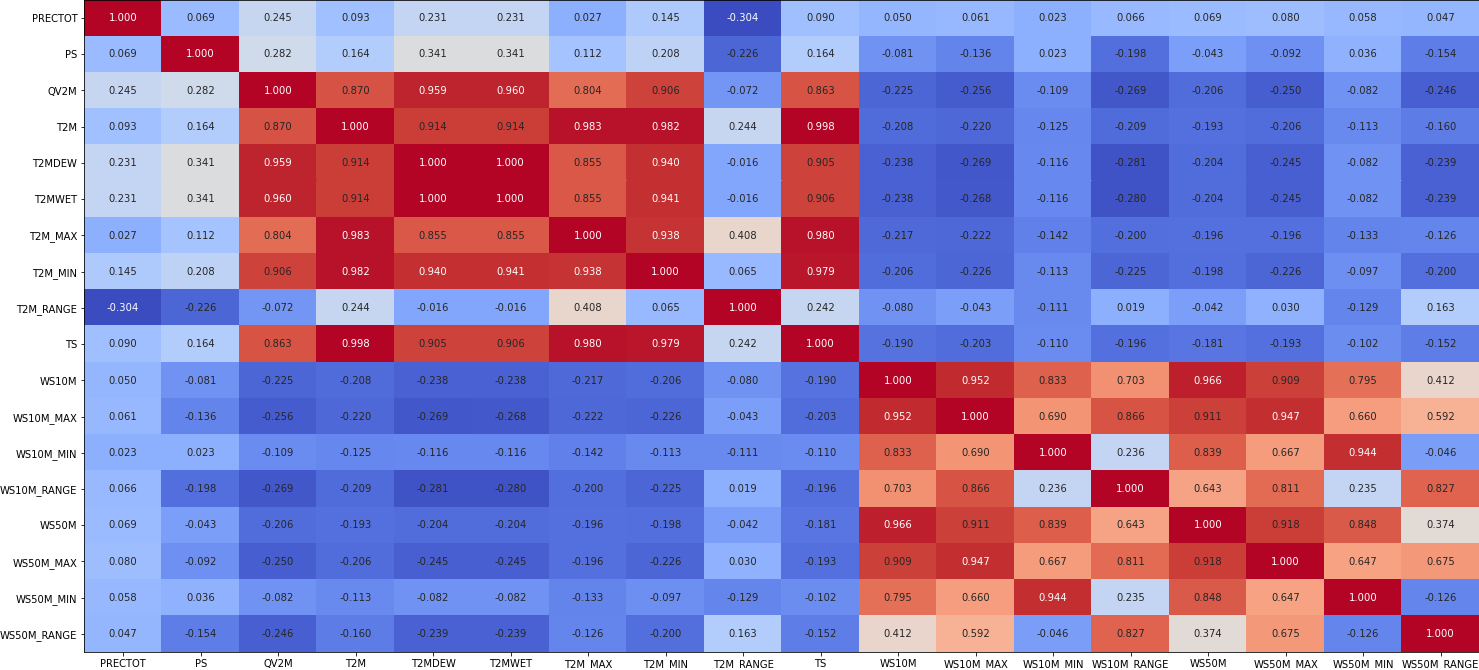 PRECTOT 1.000 0.069 0.245 0.093 0.231 0.231 0.027 0.145 -0.304 0.090 0.050 0.061 0.023 0.066 0.069 0.080 0.058 0.047
PS 0.069 1.000 0.282 0.164 0.341 0.341 0.112 0.208 -0.226 0.164 -0.081 -0.136 0.023 -0.198 -0.043 -0.092 0.036 -0.154
QV2M 0.245 0.282 1.000 0.870 0.959 0.960 0.804 0.906 -0.072 0.863 -0.225 -0.256 -0.109 -0.269 -0.206 -0.250 -0.082 -0.246
T2M 0.093 0.164 0.870 1.000 0.914 0.914 0.983 0.982 0.244 0.998 -0.208 -0.220 -0.125 -0.209 -0.193 -0.206 -0.113 -0.160
T2MDEW 0.231 0.341 0.959 0.914 1.000 1.000 0.855 0.940 -0.016 0.905 -0.238 -0.269 -0.116 -0.281 -0.204 -0.245 -0.082 -0.239
T2MWET 0.231 0.341 0.960 0.914 1.000 1.000 0.855 0.941 -0.016 0.906 -0.238 -0.268 -0.116 -0.280 -0.204 -0.245 -0.082 -0.239
T2M_MAX 0.027 0.112 0.804 0.983 0.855 0.855 1.000 0.938 0.408 0.980 -0.217 -0.222 -0.142 -0.200 -0.196 -0.196 -0.133 -0.126
T2M_MIN 0.145 0.208 0.906 0.982 0.940 0.941 0.938 1.000 0.065 0.979 -0.206 -0.226 -0.113 -0.225 -0.198 -0.226 -0.097 -0.200
T2M_RANGE -0.304 -0.226 -0.072 0.244 -0.016 -0.016 0.408 0.065 1.000 0.242 -0.080 -0.043 -0.111 0.019 -0.042 0.030 -0.129 0.163
TS 0.090 0.164 0.863 0.998 0.905 0.906 0.980 0.979 0.242 1.000 -0.190 -0.203 -0.110 -0.196 -0.181 -0.193 -0.102 -0.152
WS10M 0.050 -0.081 -0.225 -0.208 -0.238 -0.238 -0.217 -0.206 -0.080 -0.190 1.000 0.952 0.833 0.703 0.966 0.909 0.795 0.412
WS10M_MAX 0.061 -0.136 -0.256 -0.220 -0.269 -0.268 -0.222 -0.226 -0.043 -0.203 0.952 1.000 0.690 0.866 0.911 0.947 0.660 0.592
WS10M_MIN 0.023 0.023 -0.109 -0.125 -0.116 -0.116 -0.142 -0.113 -0.111 -0.110 0.833 0.690 1.000 0.236 0.839 0.667 0.944 -0.046
WS10M_RANGE 0.066 -0.198 -0.269 -0.209 -0.281 -0.280 -0.200 -0.225 0.019 -0.196 0.703 0.866 0.236 1.000 0.643 0.811 0.235 0.827
WS50M 0.069 -0.043 -0.206 -0.193 -0.204 -0.204 -0.196 -0.198 -0.042 -0.181 0.966 0.911 0.839 0.643 1.000 0.918 0.848 0.374
WS50M_MAX 0.080 -0.092 -0.250 -0.206 -0.245 -0.245 -0.196 -0.226 0.030 -0.193 0.909 0.947 0.667 0.811 0.918 1.000 0.647 0.675
WS50M_MIN 0.058 0.036 -0.082 -0.113 -0.082 -0.082 -0.133 -0.097 -0.129 -0.102 0.795 0.660 0.944 0.235 0.848 0.647 1.000 -0.126
WS50M_RANGE 0.047 -0.154 -0.246 -0.160 -0.239 -0.239 -0.126 -0.200 0.163 -0.152 0.412 0.592 -0.046 0.827 0.374 0.675 -0.126 1.000
PRECTOT PS QV2M T2M T2MDEW T2MWET T2M_MAX T2M_MIN T2M_RANGE TS WS10M WS10M_MAX WS10M_MIN WS10M_RANGE WS50M WS50M_MAX WS50M_MIN WS50M_RANGE